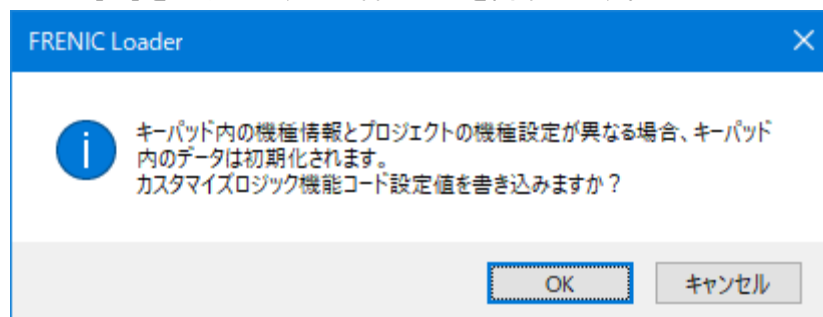 FRENIC Loader
キーパッド内の機種情報とプロジェクトの機種設定が異なる場合、キーパッド
内のデータは初期化されます。
カスタマイズロジック機能コード設定値を書き込みますか？
OK キャンセル